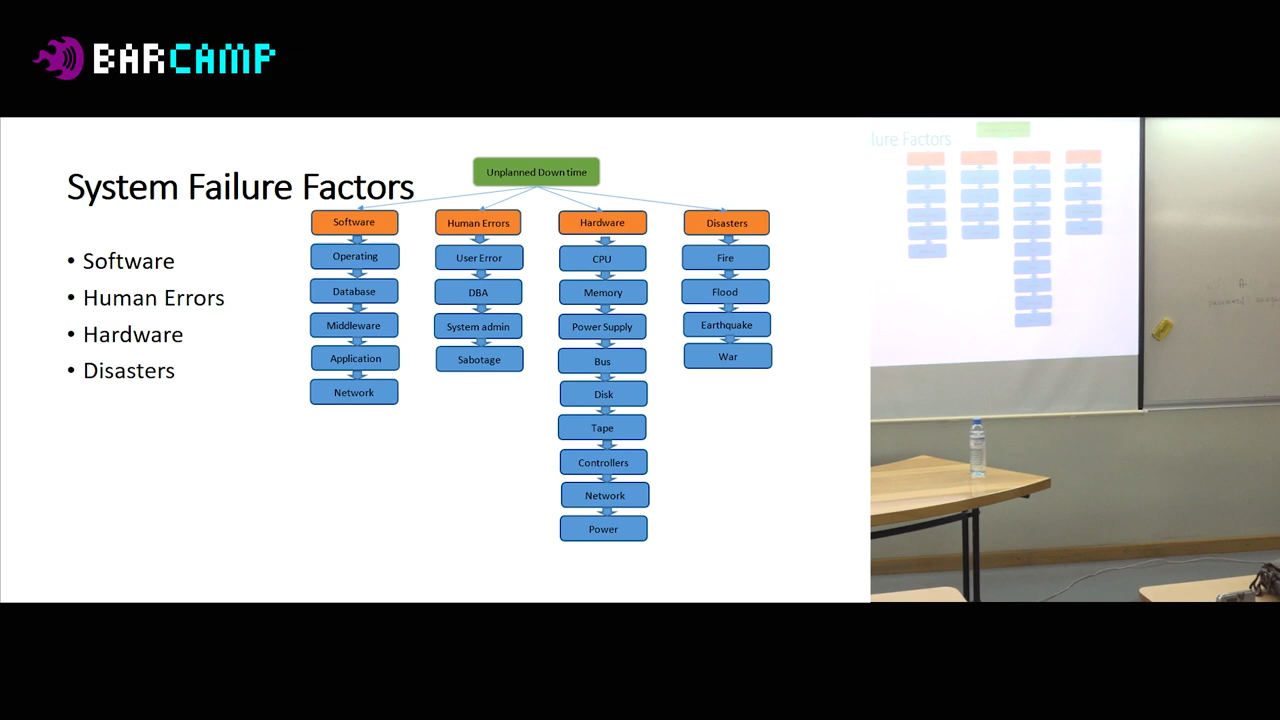 BARCAMP
System Failure Factors
• Software
• Human Errors
• Hardware
• Disasters
Unplanned Down time
Software
Operating
Database
Middleware
Application
Network
Human Errors
User Error
DBA
System admin
Sabotage
Hardware
CPU
Memory
Power Supply
Bus
Disk
Tape
Controllers
Network
Power
Disasters
Fire
Flood
Earthquake
War
lure Factors